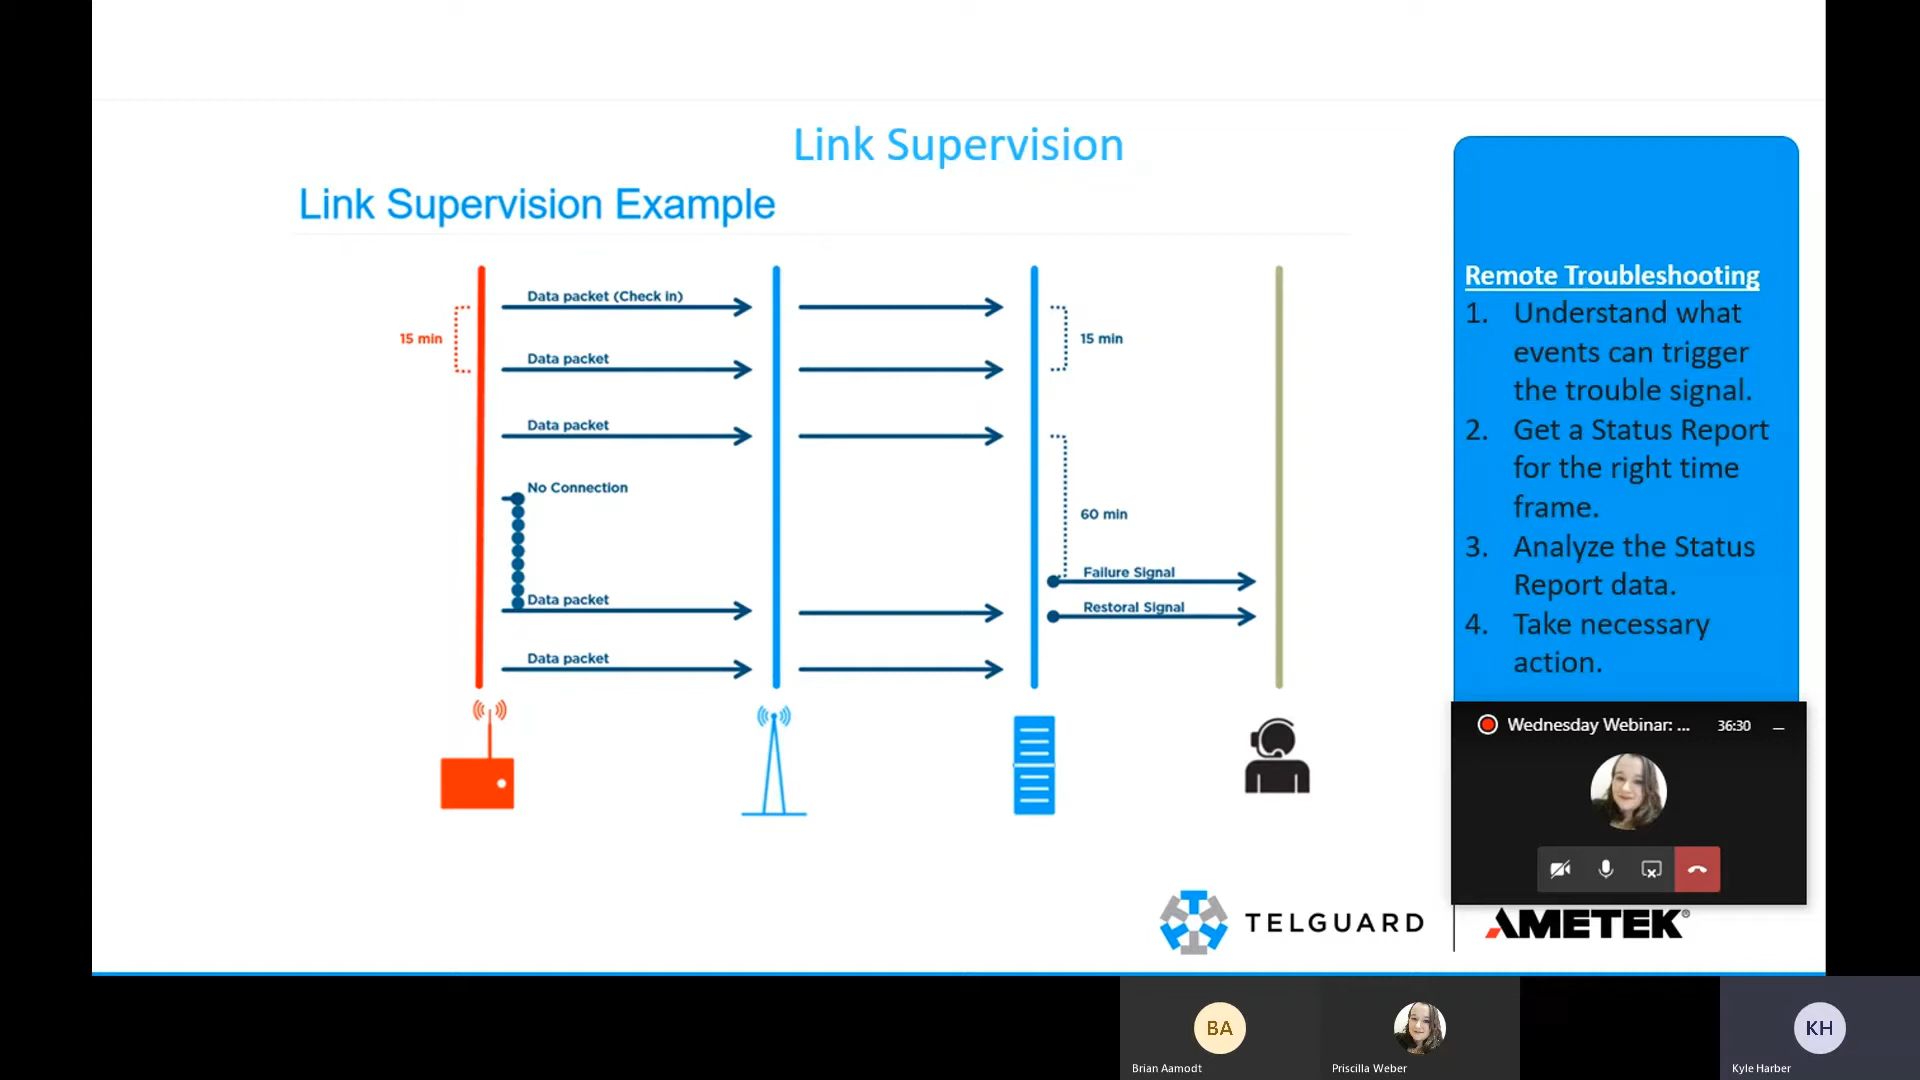 Link Supervision
Link Supervision Example
Data packet (Check in)
15 min
15 min
Data packet
Data packet
No Connection
60 min
Failure Signal
Data packet
Restoral Signal
Data packet
Remote Troubleshooting
1. Understand what
events can trigger
the trouble signal.
2. Get a Status Report
for the right time
frame.
3. Analyze the Status
Report data.
4. Take necessary
action.
Wednesday Webinar: ... 36:30
TELGUARD
AMETEK®
BA
KH
Brian Aamodt
Priscilla Weber
Kyle Harber